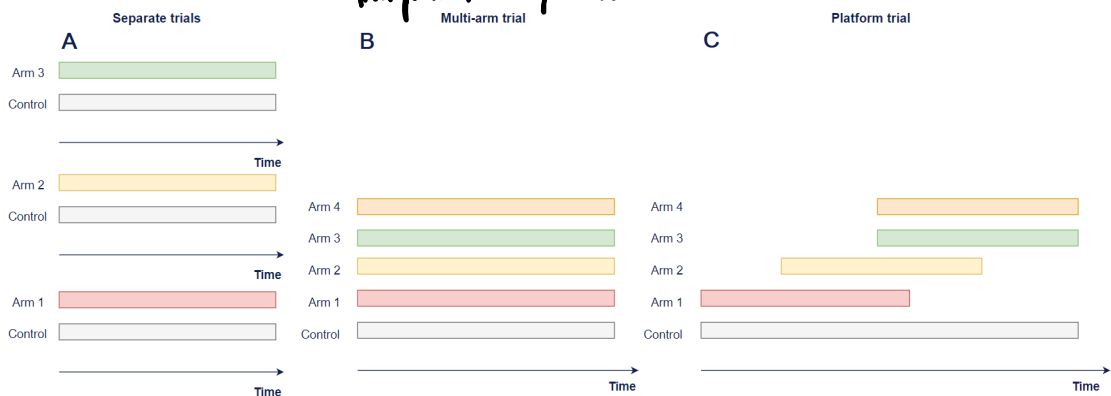 Separate trials
A
Arm 3
Control
Time
Arm 2
Control
Time
Arm 1
Control
Time
Multi-arm trial
B
Arm 4
Arm 3
Arm 2
Arm 1
Control
Time
Platform trial
C
Arm 4
Arm 3
Arm 2
Arm 1
Control
Time